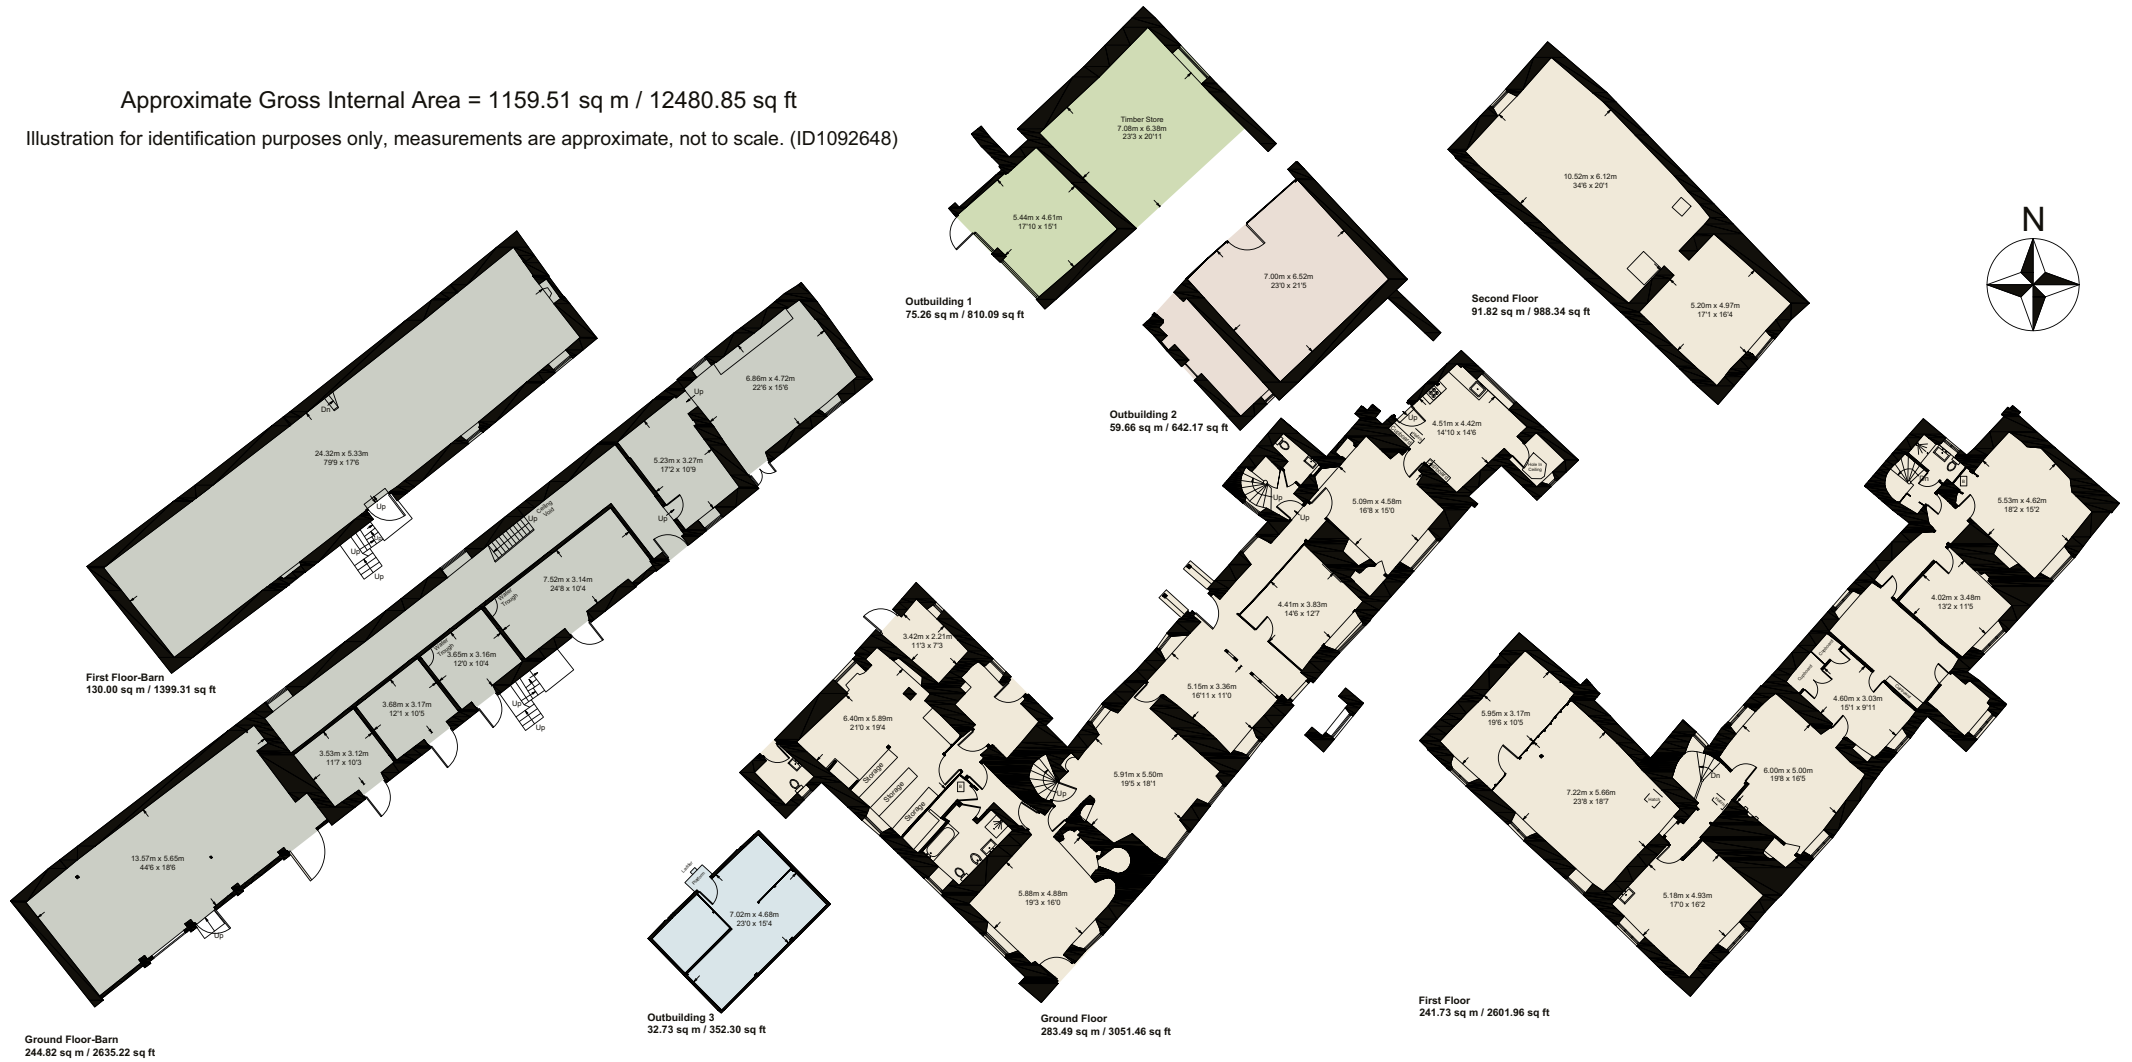 Approximate Gross Internal Area = 1159.51 sq m / 12480.85 sq ft
Illustration for identification purposes only, measurements are approximate, not to scale. (ID1092648)
N
Dn
24.32m x 5.33m
79'9 x 17'6
Up
Up
Up
Up
First Floor-Barn
130.00 sq m / 1399.31 sq ft
6.86m x 4.72m
22'6 x 15'6
Up
5.23m x 3.27m
17'2 x 10'9
Up
Ceiling
Void
Up
7.52m x 3.14m
24'8 x 10'4
Water
Trough
3.65m x 3.16m
12'0 x 10'4
Water
Trough
3.68m x 3.17m
12'1 x 10'5
Up
Up
3.53m x 3.12m
11'7 x 10'3
13.57m x 5.65m
44'6 x 18'6
Up
Ground Floor-Barn
244.82 sq m / 2635.22 sq ft
Timber Store
7.08m x 6.38m
23'3 x 20'11
5.44m x 4.61m
17'10 x 15'1
Outbuilding 1
75.26 sq m / 810.09 sq ft
7.00m x 6.52m
23'0 x 21'5
Outbuilding 2
59.66 sq m / 642.17 sq ft
10.52m x 6.12m
34'6 x 20'1
5.20m x 4.97m
17'1 x 16'4
Second Floor
91.82 sq m / 988.34 sq ft
Up
4.51m x 4.42m
14'10 x 14'6
Hole In
Ceiling
5.09m x 4.58m
16'8 x 15'0
Up
Up
4.41m x 3.83m
14'6 x 12'7
5.15m x 3.36m
16'11 x 11'0
3.42m x 2.21m
11'3 x 7'3
6.40m x 5.89m
21'0 x 19'4
Storage
Storage
Storage
B
Up
5.91m x 5.50m
19'5 x 18'1
5.88m x 4.88m
19'3 x 16'0
Ground Floor
283.49 sq m / 3051.46 sq ft
Ladder
Platform
7.02m x 4.68m
23'0 x 15'4
Outbuilding 3
32.73 sq m / 352.30 sq ft
5.53m x 4.62m
18'2 x 15'2
Dn
4.02m x 3.48m
13'2 x 11'5
Cupboard
Cupboard
4.60m x 3.03m
15'1 x 9'11
5.95m x 3.17m
19'6 x 10'5
Dn
6.00m x 5.00m
19'8 x 16'5
7.22m x 5.66m
23'8 x 18'7
5.18m x 4.93m
17'0 x 16'2
First Floor
241.73 sq m / 2601.96 sq ft